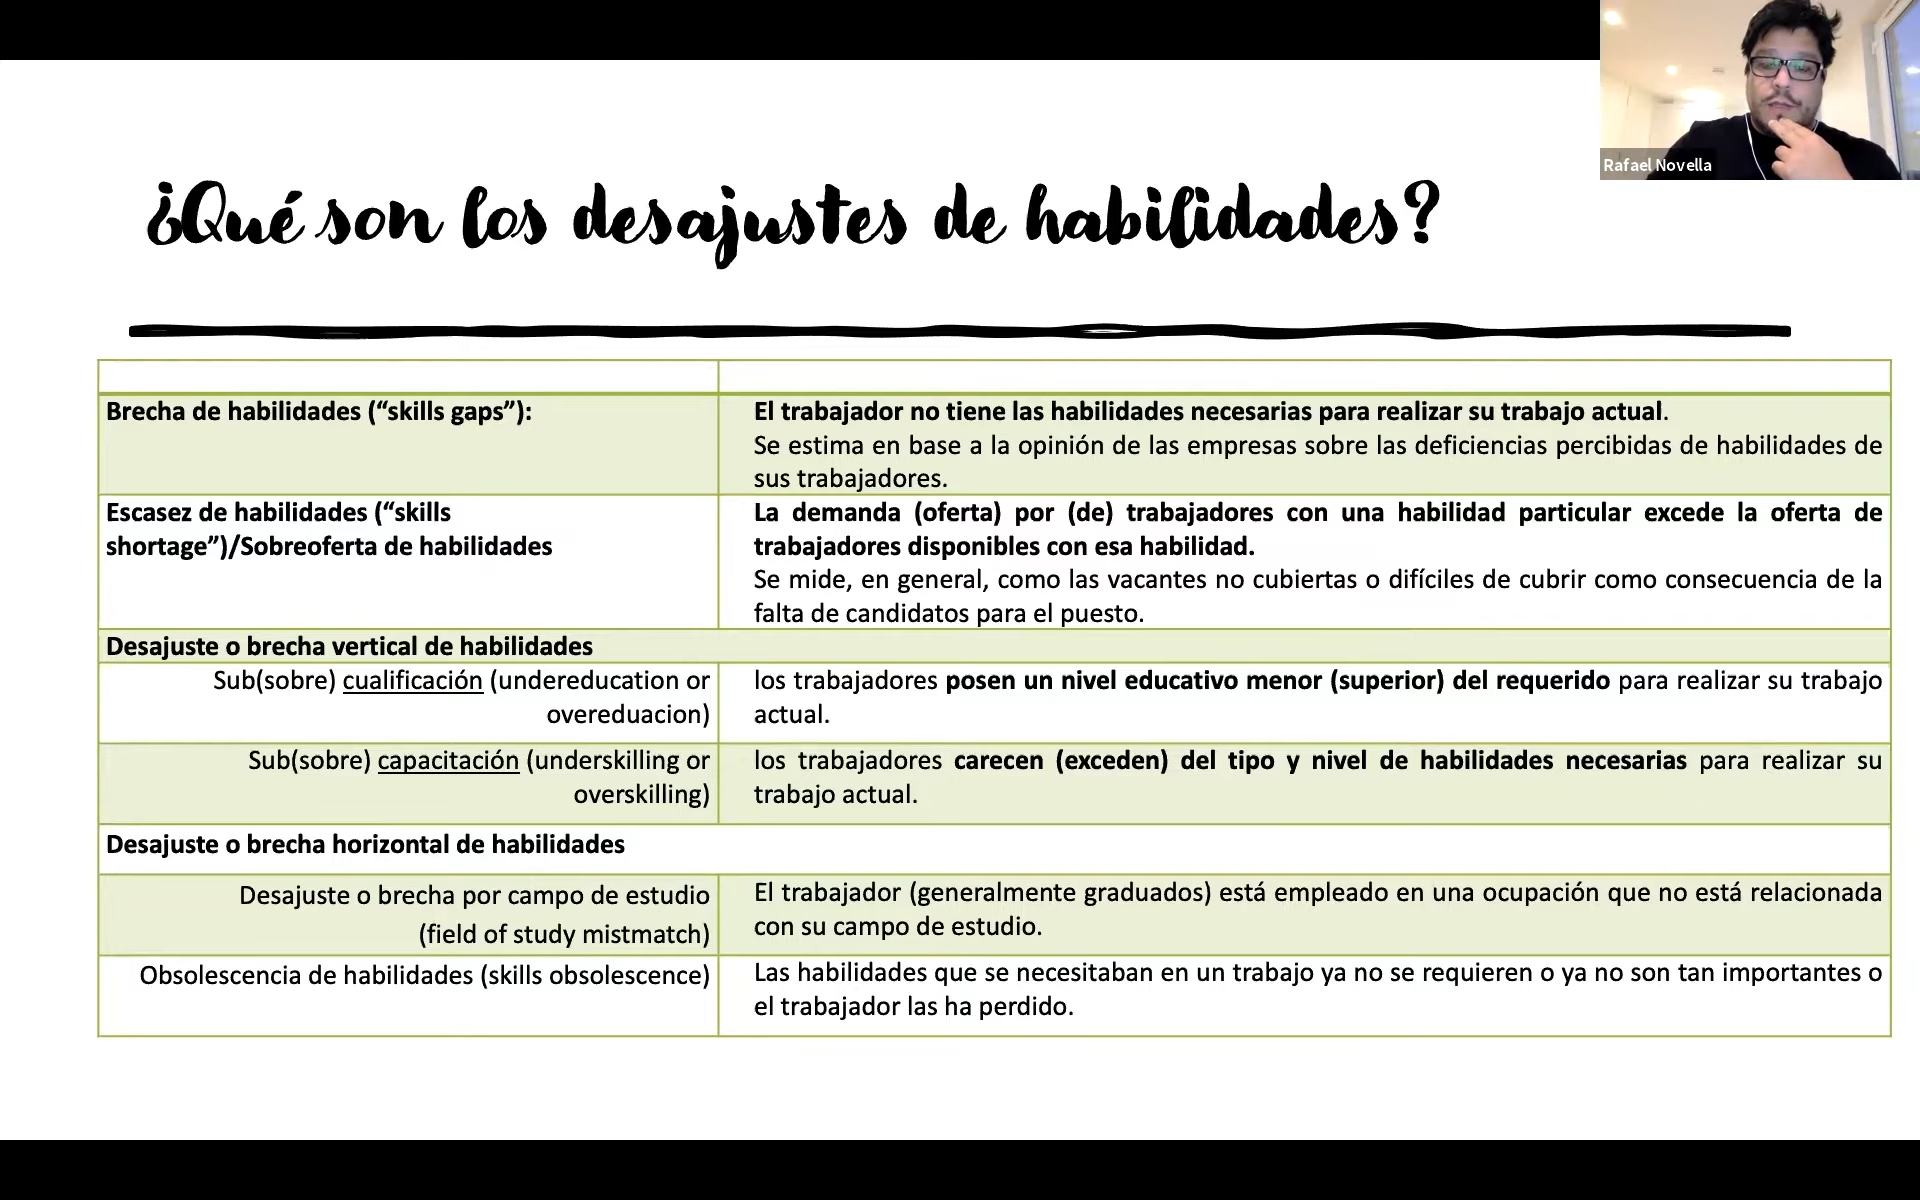 Rafael Novella
¿Qué son los desajustes de habilidades?
Brecha de habilidades (“skills gaps”):
El trabajador no tiene las habilidades necesarias para realizar su trabajo actual.
Se estima en base a la opinión de las empresas sobre las deficiencias percibidas de habilidades de
sus trabajadores.
Escasez de habilidades (“skills
shortage”)/Sobreoferta de habilidades
La demanda (oferta) por (de) trabajadores con una habilidad particular excede la oferta de
trabajadores disponibles con esa habilidad.
Se mide, en general, como las vacantes no cubiertas o difíciles de cubrir como consecuencia de la
falta de candidatos para el puesto.
Desajuste o brecha vertical de habilidades
Sub(sobre) cualificación (undereducation or
overeduacion)
los trabajadores posen un nivel educativo menor (superior) del requerido para realizar su trabajo
actual.
Sub(sobre) capacitación (underskilling or
overskilling)
los trabajadores carecen (exceden) del tipo y nivel de habilidades necesarias para realizar su
trabajo actual.
Desajuste o brecha horizontal de habilidades
Desajuste o brecha por campo de estudio
(field of study mistmatch)
El trabajador (generalmente graduados) está empleado en una ocupación que no está relacionada
con su campo de estudio.
Obsolescencia de habilidades (skills obsolescence)
Las habilidades que se necesitaban en un trabajo ya no se requieren o ya no son tan importantes o
el trabajador las ha perdido.